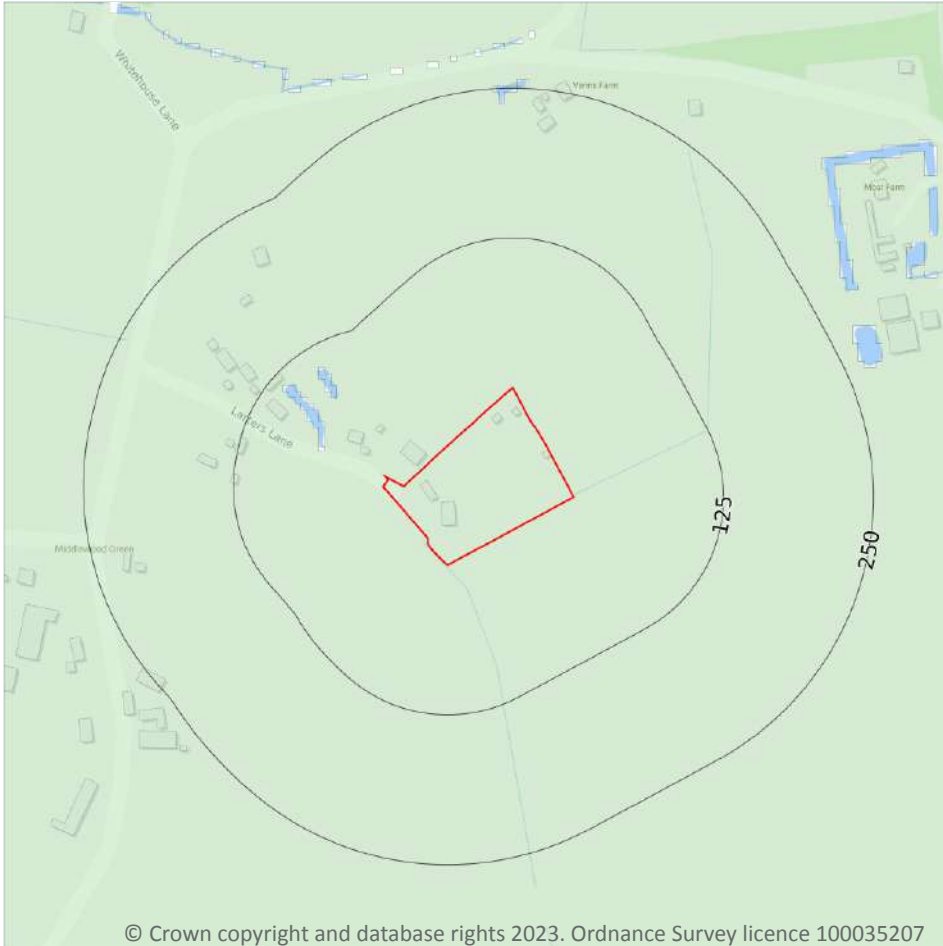 Whitehouse Lane
Yarns Farm
Moat Farm
Larters Lane
125
250
Middlewood Green
© Crown copyright and database rights 2023. Ordnance Survey licence 100035207